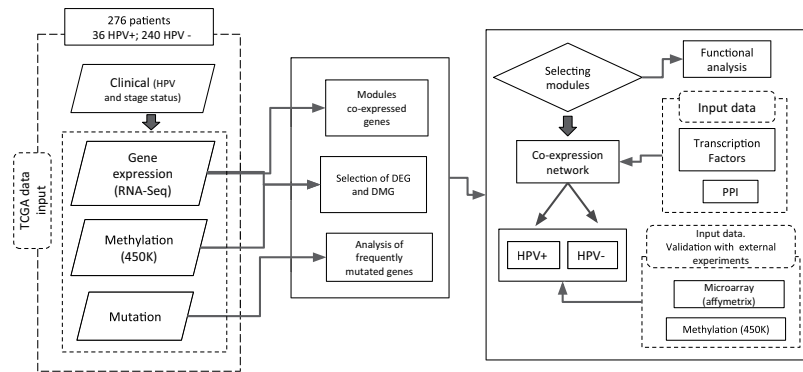 276 patients
36 HPV+; 240 HPV -
TCGA data
input
Clinical (HPV
and stage status)
Gene
expression
(RNA-Seq)
Methylation
(450K)
Mutation
Modules
co-expressed
genes
Selection of DEG
and DMG
Analysis of
frequently
mutated genes
Selecting
modules
Functional
analysis
Co-expression
network
Input data
Transcription
Factors
PPI
HPV+
HPV-
Input data.
Validation with external
experiments
Microarray
(affymetrix)
Methylation (450K)